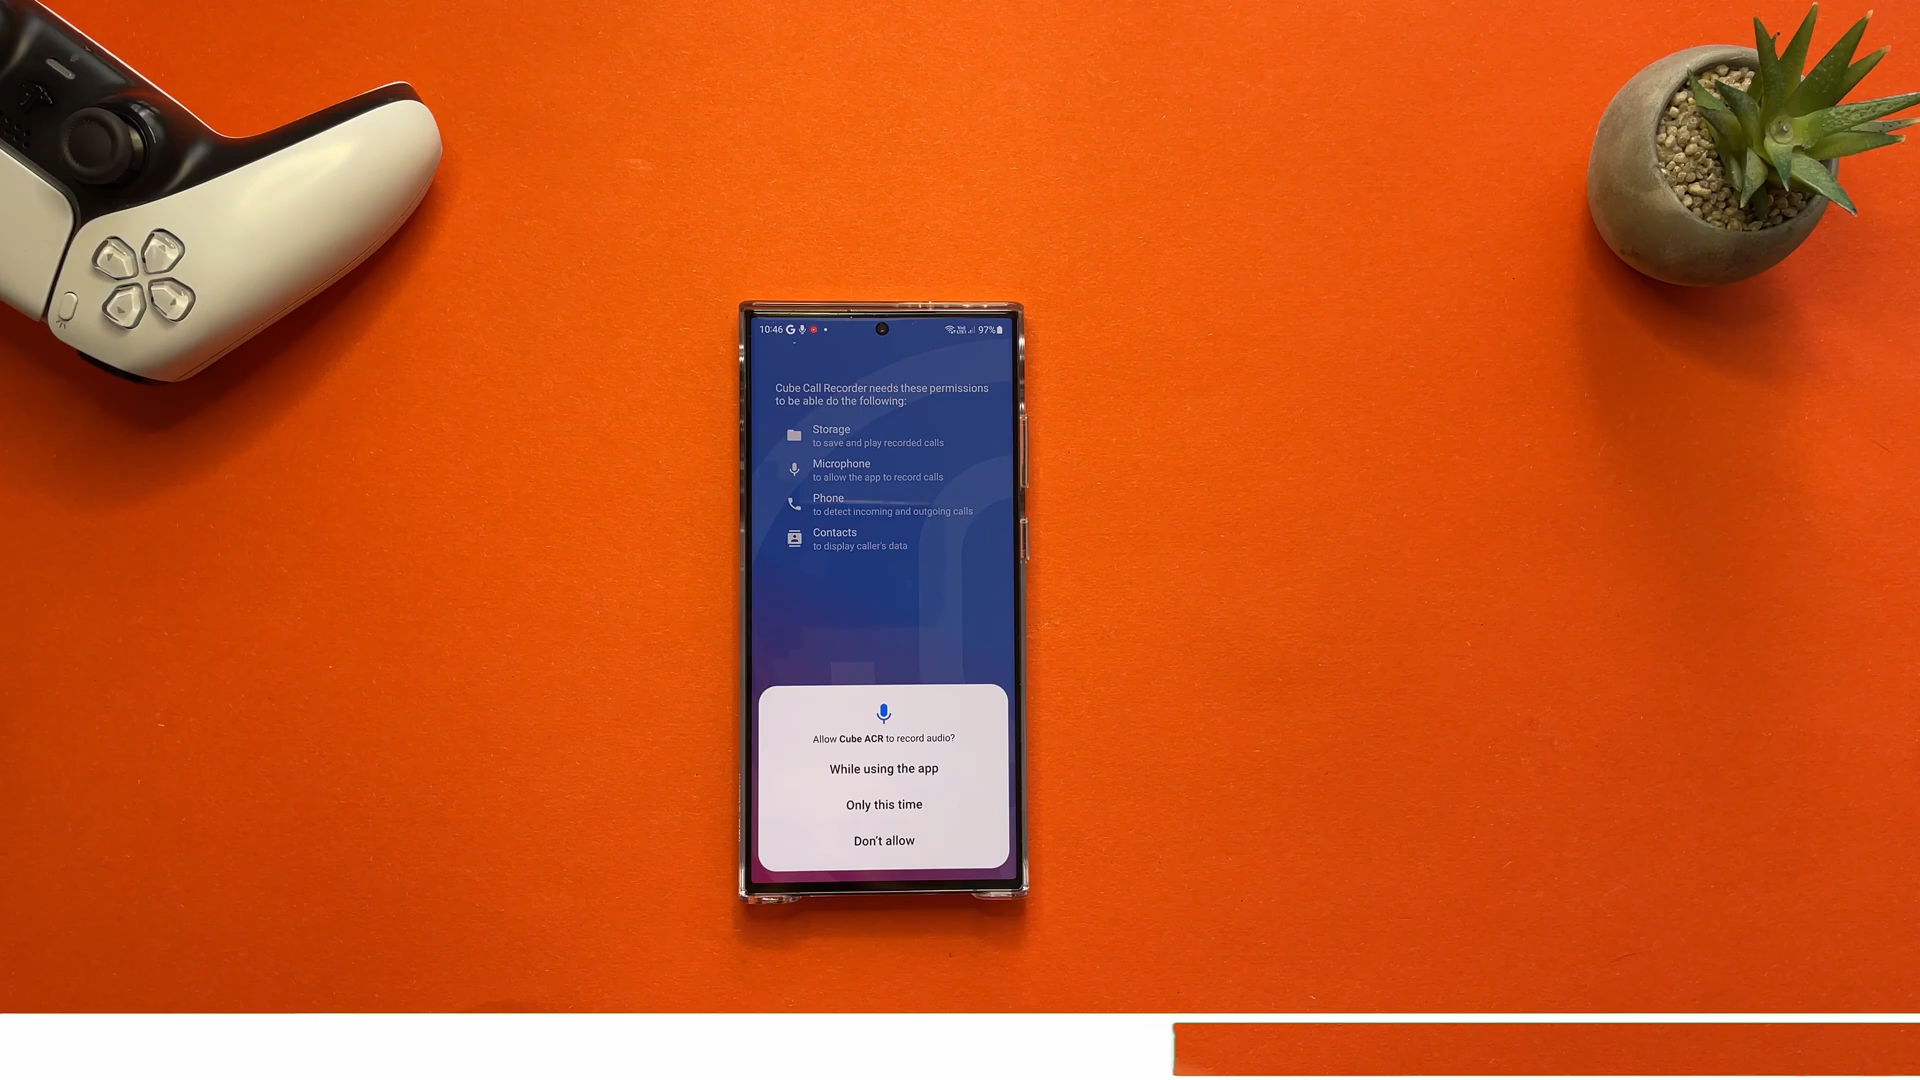 10:46 97%
Cube Call Recorder needs these permissions
to be able do the following:
Storage
to save and play recorded calls
Microphone
to allow the app to record calls
Phone
to detect incoming and outgoing calls
Contacts
to display caller's data
Allow Cube ACR to record audio?
While using the app
Only this time
Don't allow